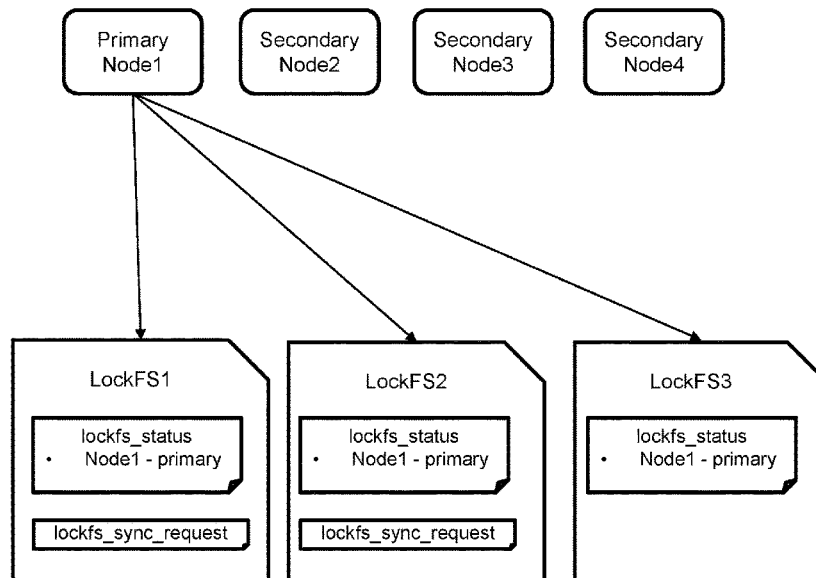 Primary
Node1
Secondary
Node2
Secondary
Node3
Secondary
Node4
LockFS1
lockfs_status
• Node1 - primary
lockfs_sync_request
LockFS2
lockfs_status
• Node1 - primary
lockfs_sync_request
LockFS3
lockfs_status
• Node1 - primary